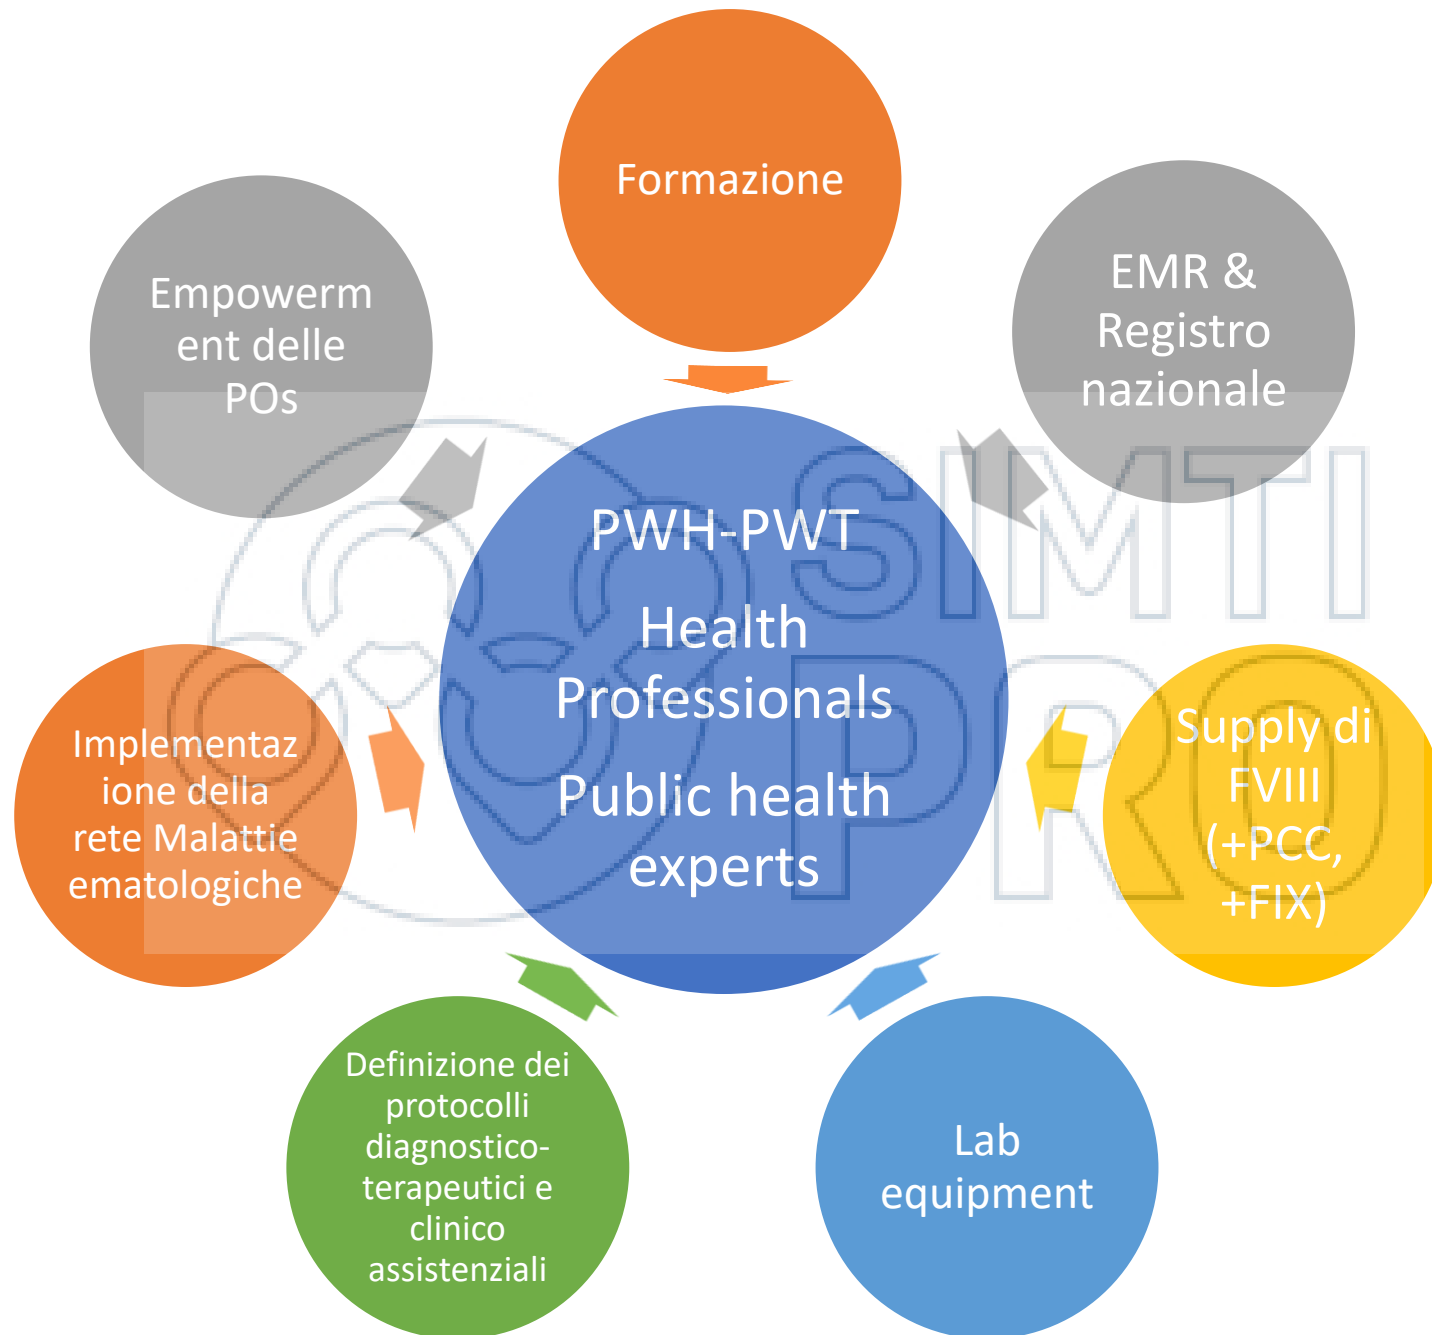 Formazione
EMR &
Registro
nazionale
Supply di
FVIII
(+PCC,
+FIX)
Lab
equipment
Definizione dei
protocolli
diagnostico-
terapeutici e
clinico
assistenziali
Implementaz
ione della
rete Malattie
ematologiche
Empowerm
ent delle
POs
PWH-PWT
Health
Professionals
Public health
experts
SIMTI
PRO